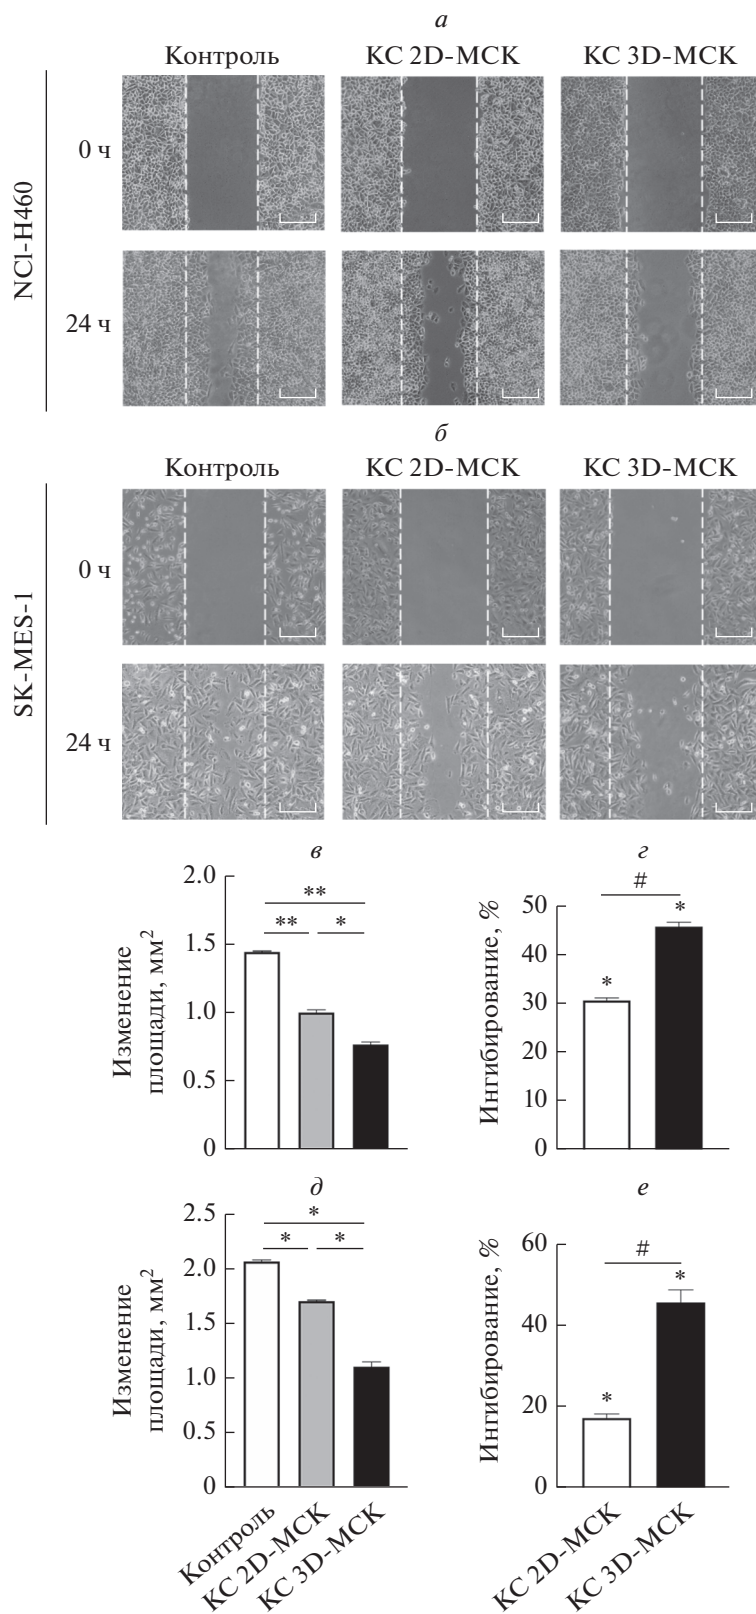 а
Контроль КС 2D-МСК КС 3D-МСК
NCl-H460
0 ч
24 ч
б
Контроль КС 2D-МСК КС 3D-МСК
SK-MES-1
0 ч
24 ч
в
Изменение
площади, мм²
2.0
1.5
1.0
0.5
0
**
** *
г
Ингибирование, %
50
40
30
20
10
0
#
*
*
д
Изменение
площади, мм²
2.5
2.0
1.5
1.0
0.5
0
*
* *
Контроль
КС 2D-МСК
КС 3D-МСК
е
Ингибирование, %
60
40
20
0
#
*
*
КС 2D-МСК
КС 3D-МСК